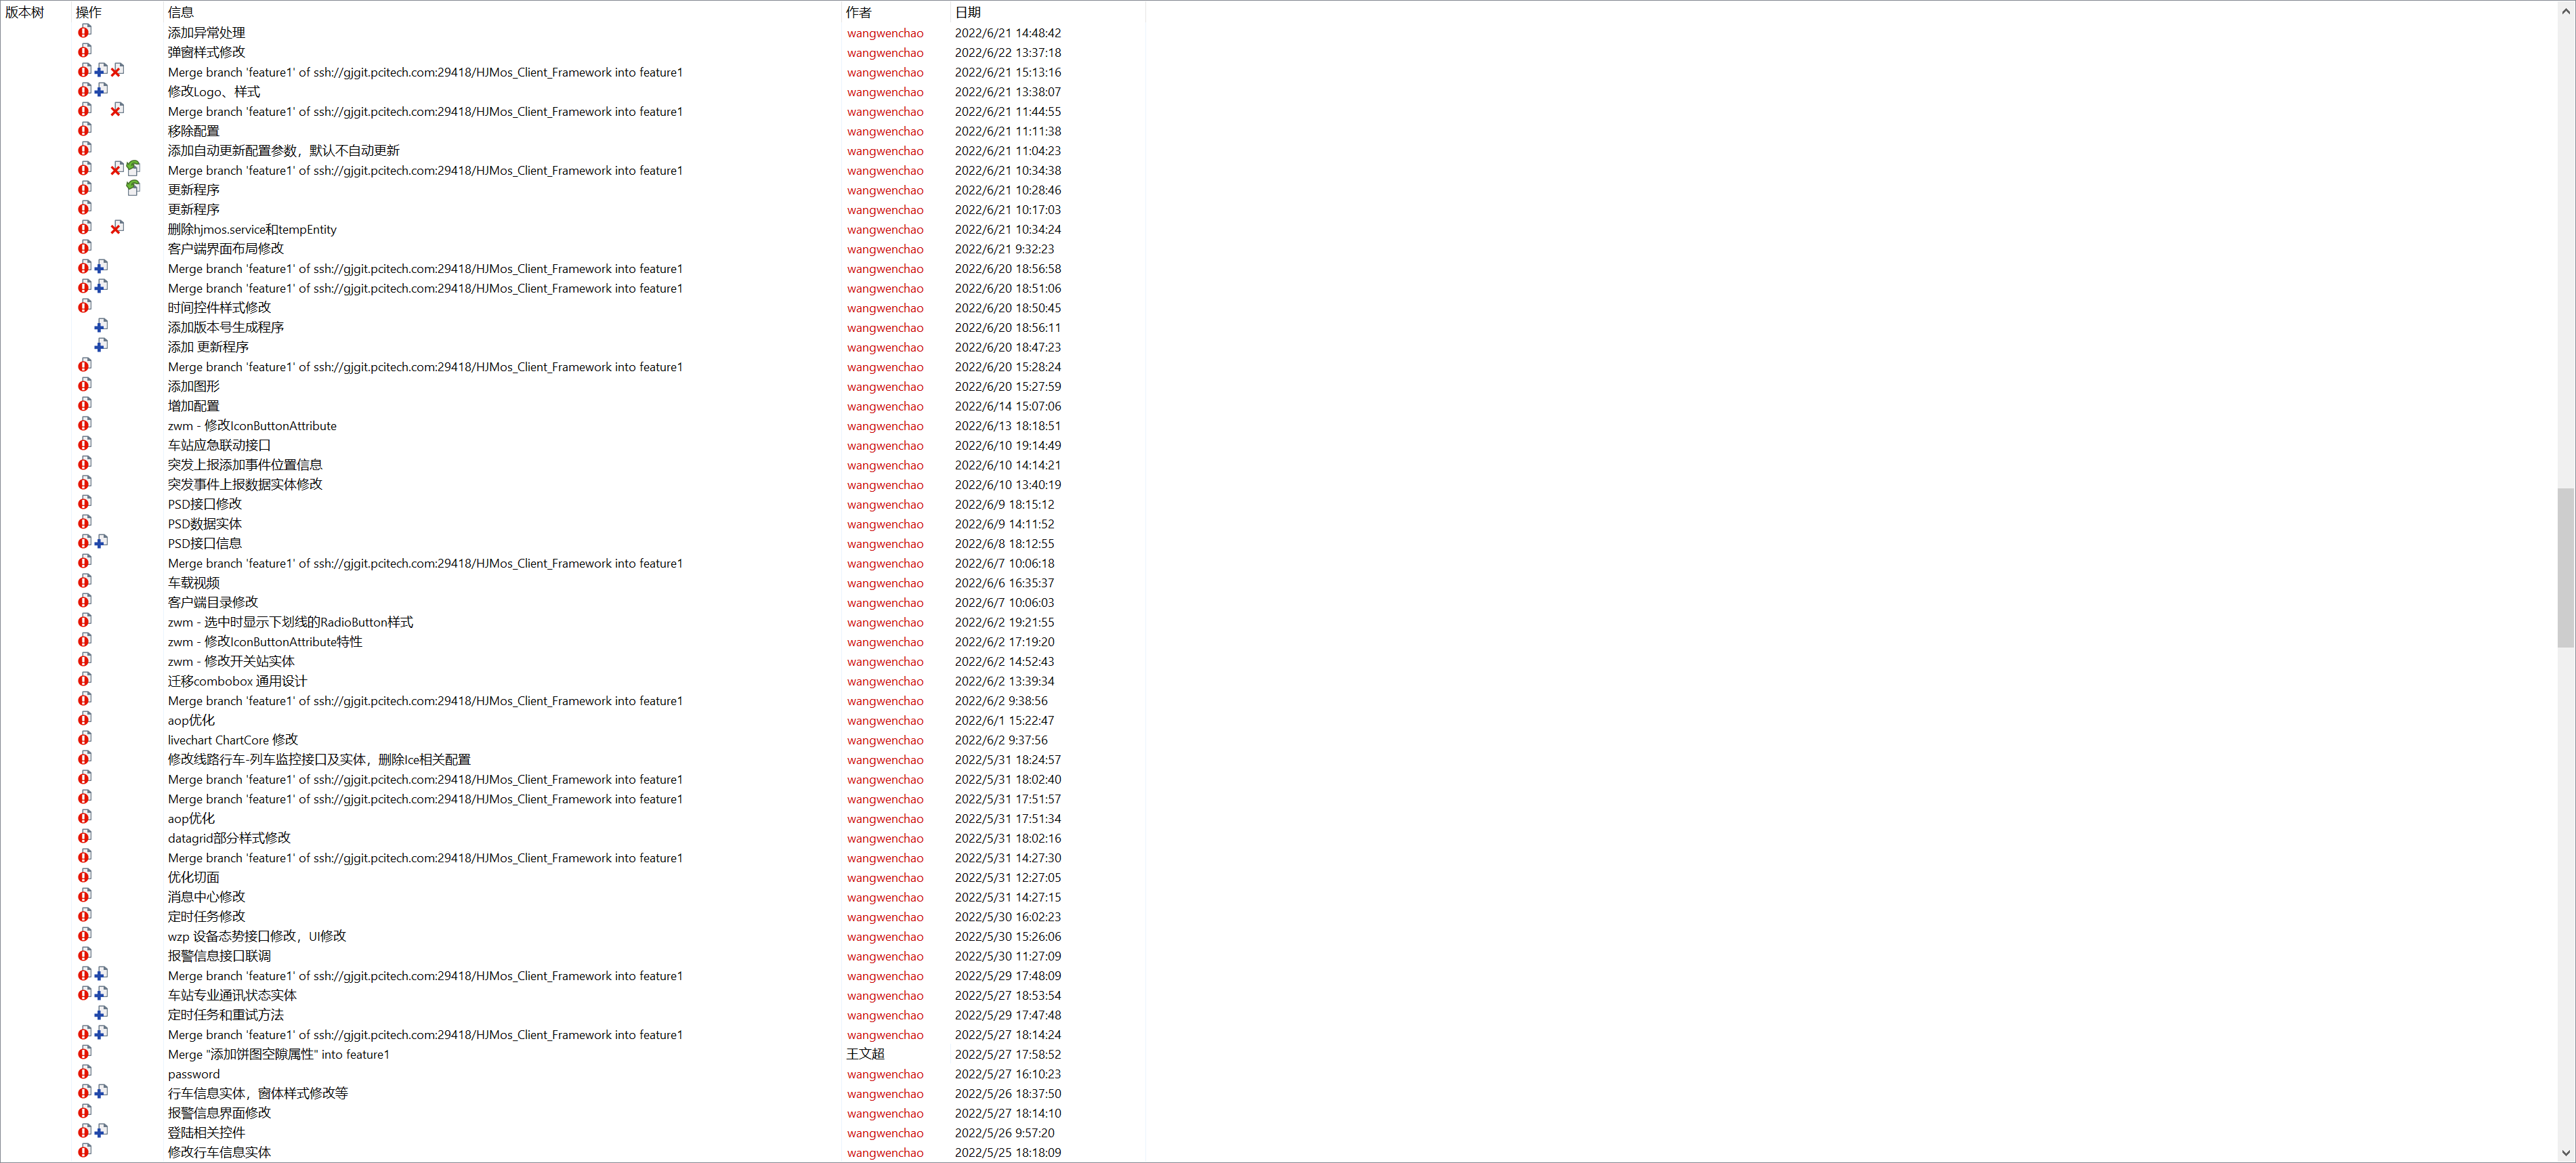 版本树 操作 信息 作者 日期
添加异常处理 wangwenchao 2022/6/21 14:48:42
弹窗样式修改 wangwenchao 2022/6/22 13:37:18
Merge branch 'feature1' of ssh://gjgit.pcitech.com:29418/HJMos_Client_Framework into feature1 wangwenchao 2022/6/21 15:13:16
修改Logo、样式 wangwenchao 2022/6/21 13:38:07
Merge branch 'feature1' of ssh://gjgit.pcitech.com:29418/HJMos_Client_Framework into feature1 wangwenchao 2022/6/21 11:44:55
移除配置 wangwenchao 2022/6/21 11:11:38
添加自动更新配置参数，默认不自动更新 wangwenchao 2022/6/21 11:04:23
Merge branch 'feature1' of ssh://gjgit.pcitech.com:29418/HJMos_Client_Framework into feature1 wangwenchao 2022/6/21 10:34:38
更新程序 wangwenchao 2022/6/21 10:28:46
更新程序 wangwenchao 2022/6/21 10:17:03
删除hjmos.service和tempEntity wangwenchao 2022/6/21 10:34:24
客户端界面布局修改 wangwenchao 2022/6/21 9:32:23
Merge branch 'feature1' of ssh://gjgit.pcitech.com:29418/HJMos_Client_Framework into feature1 wangwenchao 2022/6/20 18:56:58
Merge branch 'feature1' of ssh://gjgit.pcitech.com:29418/HJMos_Client_Framework into feature1 wangwenchao 2022/6/20 18:51:06
时间控件样式修改 wangwenchao 2022/6/20 18:50:45
添加版本号生成程序 wangwenchao 2022/6/20 18:56:11
添加 更新程序 wangwenchao 2022/6/20 18:47:23
Merge branch 'feature1' of ssh://gjgit.pcitech.com:29418/HJMos_Client_Framework into feature1 wangwenchao 2022/6/20 15:28:24
添加图形 wangwenchao 2022/6/20 15:27:59
增加配置 wangwenchao 2022/6/14 15:07:06
zwm - 修改IconButtonAttribute wangwenchao 2022/6/13 18:18:51
车站应急联动接口 wangwenchao 2022/6/10 19:14:49
突发上报添加事件位置信息 wangwenchao 2022/6/10 14:14:21
突发事件上报数据实体修改 wangwenchao 2022/6/10 13:40:19
PSD接口修改 wangwenchao 2022/6/9 18:15:12
PSD数据实体 wangwenchao 2022/6/9 14:11:52
PSD接口信息 wangwenchao 2022/6/8 18:12:55
Merge branch 'feature1' of ssh://gjgit.pcitech.com:29418/HJMos_Client_Framework into feature1 wangwenchao 2022/6/7 10:06:18
车载视频 wangwenchao 2022/6/6 16:35:37
客户端目录修改 wangwenchao 2022/6/7 10:06:03
zwm - 选中时显示下划线的RadioButton样式 wangwenchao 2022/6/2 19:21:55
zwm - 修改IconButtonAttribute特性 wangwenchao 2022/6/2 17:19:20
zwm - 修改开关站实体 wangwenchao 2022/6/2 14:52:43
迁移combobox 通用设计 wangwenchao 2022/6/2 13:39:34
Merge branch 'feature1' of ssh://gjgit.pcitech.com:29418/HJMos_Client_Framework into feature1 wangwenchao 2022/6/2 9:38:56
aop优化 wangwenchao 2022/6/1 15:22:47
livechart ChartCore 修改 wangwenchao 2022/6/2 9:37:56
修改线路行车-列车监控接口及实体，删除Ice相关配置 wangwenchao 2022/5/31 18:24:57
Merge branch 'feature1' of ssh://gjgit.pcitech.com:29418/HJMos_Client_Framework into feature1 wangwenchao 2022/5/31 18:02:40
Merge branch 'feature1' of ssh://gjgit.pcitech.com:29418/HJMos_Client_Framework into feature1 wangwenchao 2022/5/31 17:51:57
aop优化 wangwenchao 2022/5/31 17:51:34
datagrid部分样式修改 wangwenchao 2022/5/31 18:02:16
Merge branch 'feature1' of ssh://gjgit.pcitech.com:29418/HJMos_Client_Framework into feature1 wangwenchao 2022/5/31 14:27:30
优化切面 wangwenchao 2022/5/31 12:27:05
消息中心修改 wangwenchao 2022/5/31 14:27:15
定时任务修改 wangwenchao 2022/5/30 16:02:23
wzp 设备态势接口修改，UI修改 wangwenchao 2022/5/30 15:26:06
报警信息接口联调 wangwenchao 2022/5/30 11:27:09
Merge branch 'feature1' of ssh://gjgit.pcitech.com:29418/HJMos_Client_Framework into feature1 wangwenchao 2022/5/29 17:48:09
车站专业通讯状态实体 wangwenchao 2022/5/27 18:53:54
定时任务和重试方法 wangwenchao 2022/5/29 17:47:48
Merge branch 'feature1' of ssh://gjgit.pcitech.com:29418/HJMos_Client_Framework into feature1 wangwenchao 2022/5/27 18:14:24
Merge "添加饼图空隙属性" into feature1 王文超 2022/5/27 17:58:52
password wangwenchao 2022/5/27 16:10:23
行车信息实体，窗体样式修改等 wangwenchao 2022/5/26 18:37:50
报警信息界面修改 wangwenchao 2022/5/27 18:14:10
登陆相关控件 wangwenchao 2022/5/26 9:57:20
修改行车信息实体 wangwenchao 2022/5/25 18:18:09